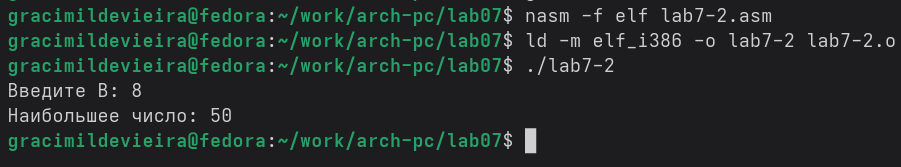 gracimildevieira@fedora:~/work/arch-pc/lab07$ nasm -f elf lab7-2.asm
gracimildevieira@fedora:~/work/arch-pc/lab07$ ld -m elf_i386 -o lab7-2 lab7-2.o
gracimildevieira@fedora:~/work/arch-pc/lab07$ ./lab7-2
Введите B: 8
Наибольшее число: 50
gracimildevieira@fedora:~/work/arch-pc/lab07$